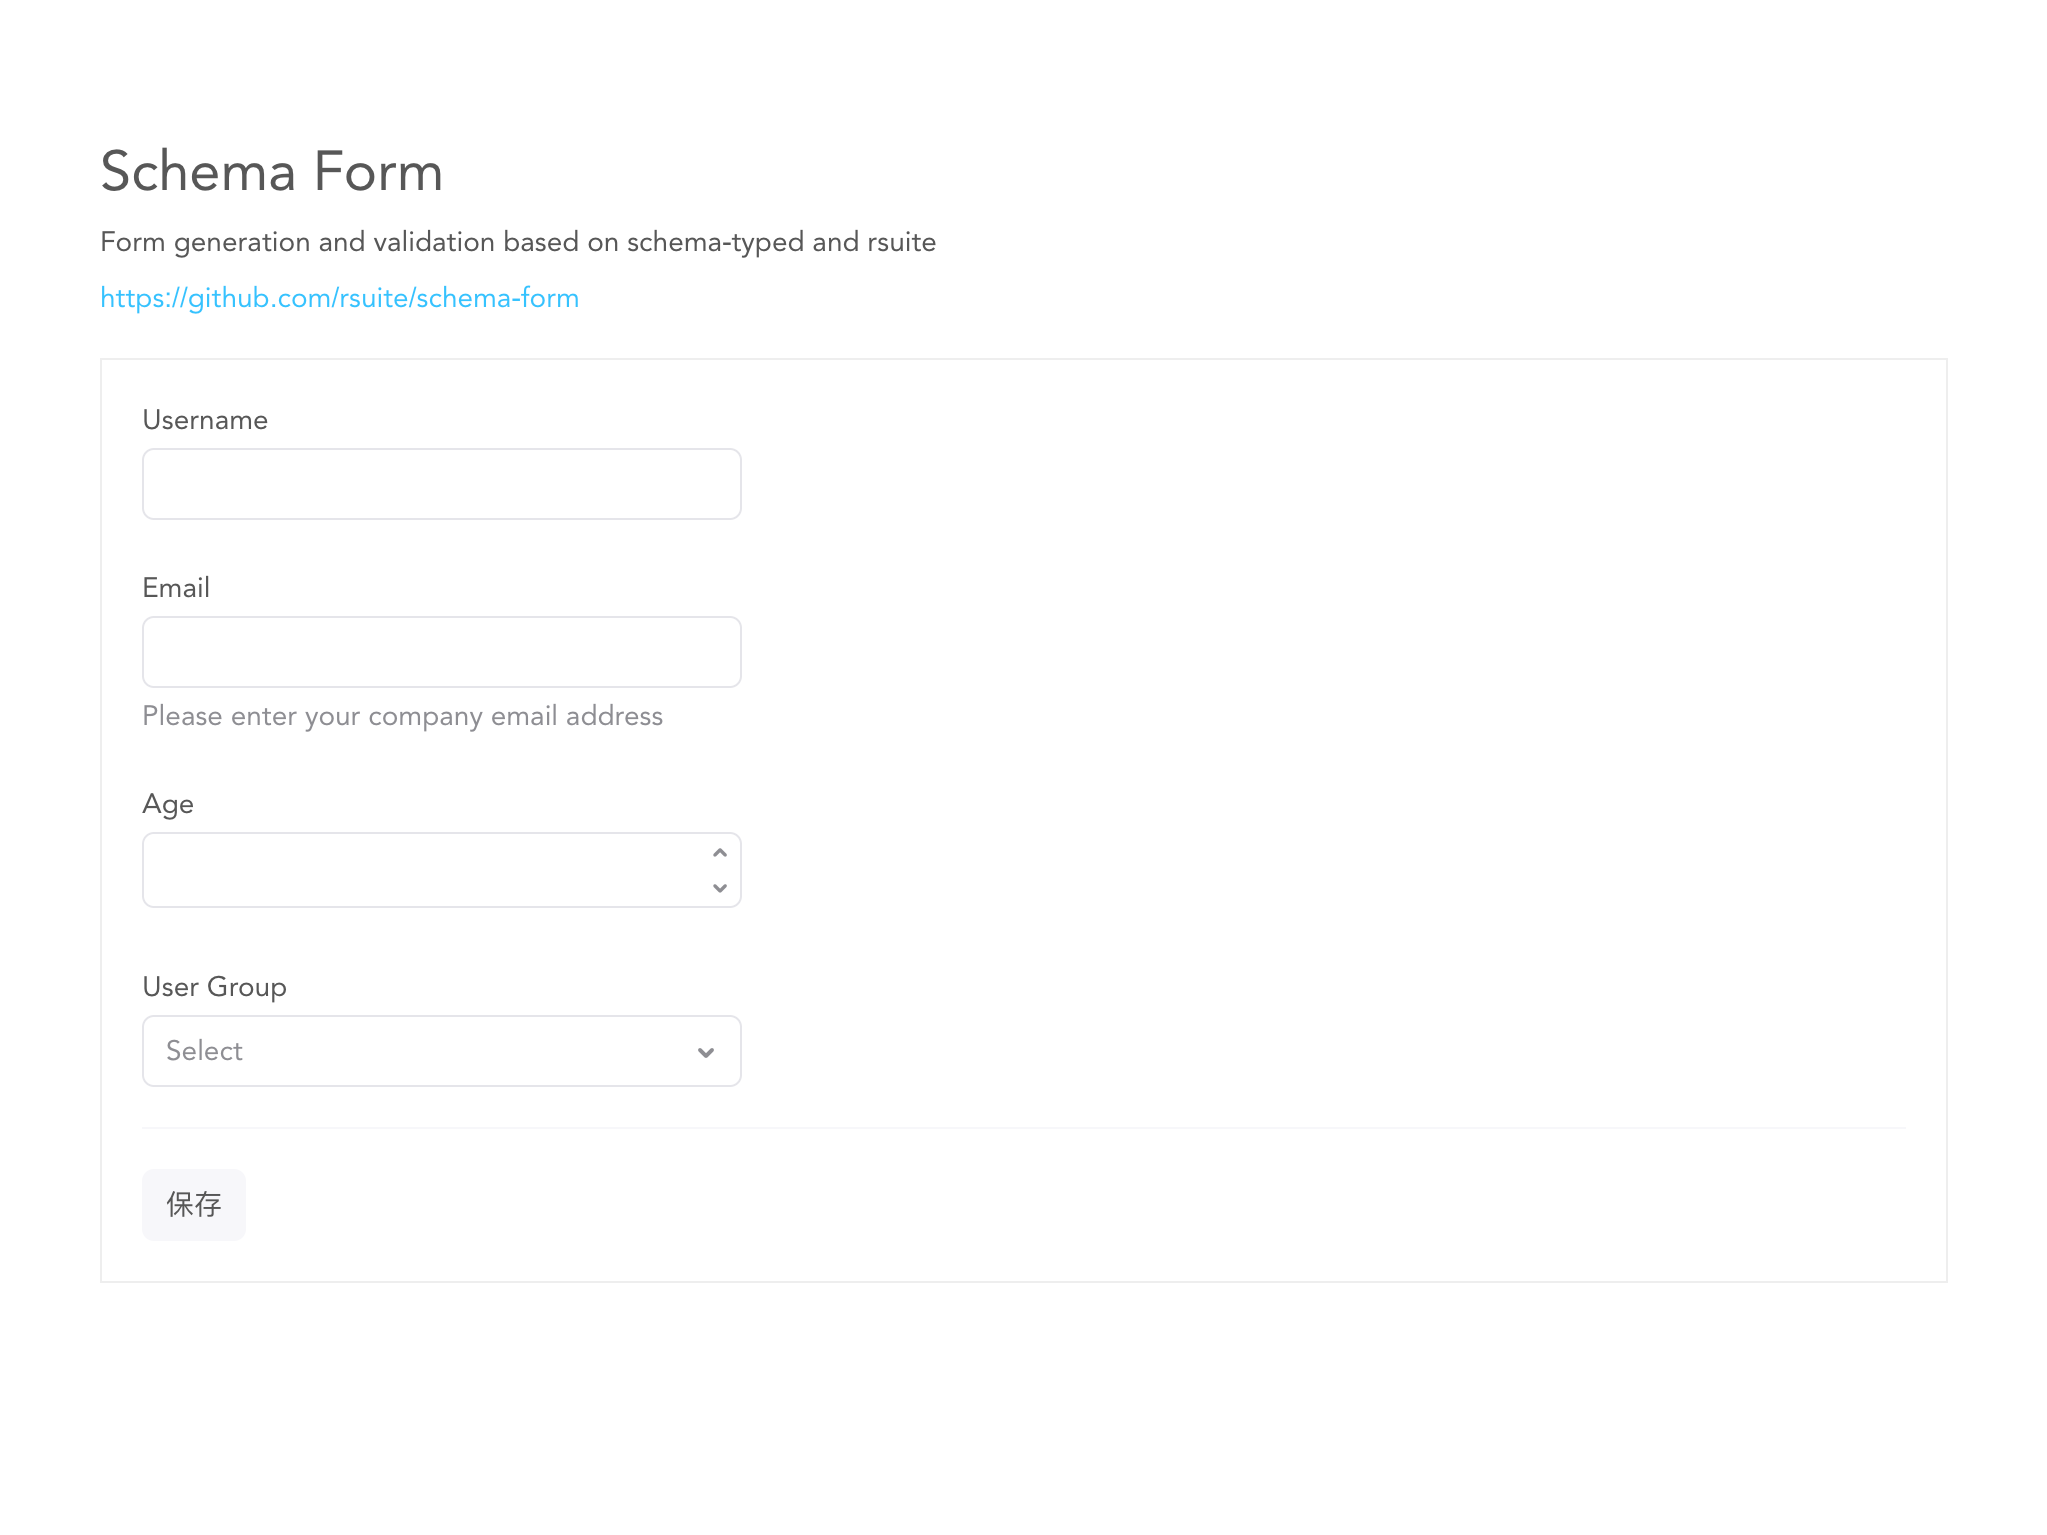 Schema Form
Form generation and validation based on schema-typed and rsuite
https://github.com/rsuite/schema-form
Username
Email
Please enter your company email address
Age
User Group
Select
保存